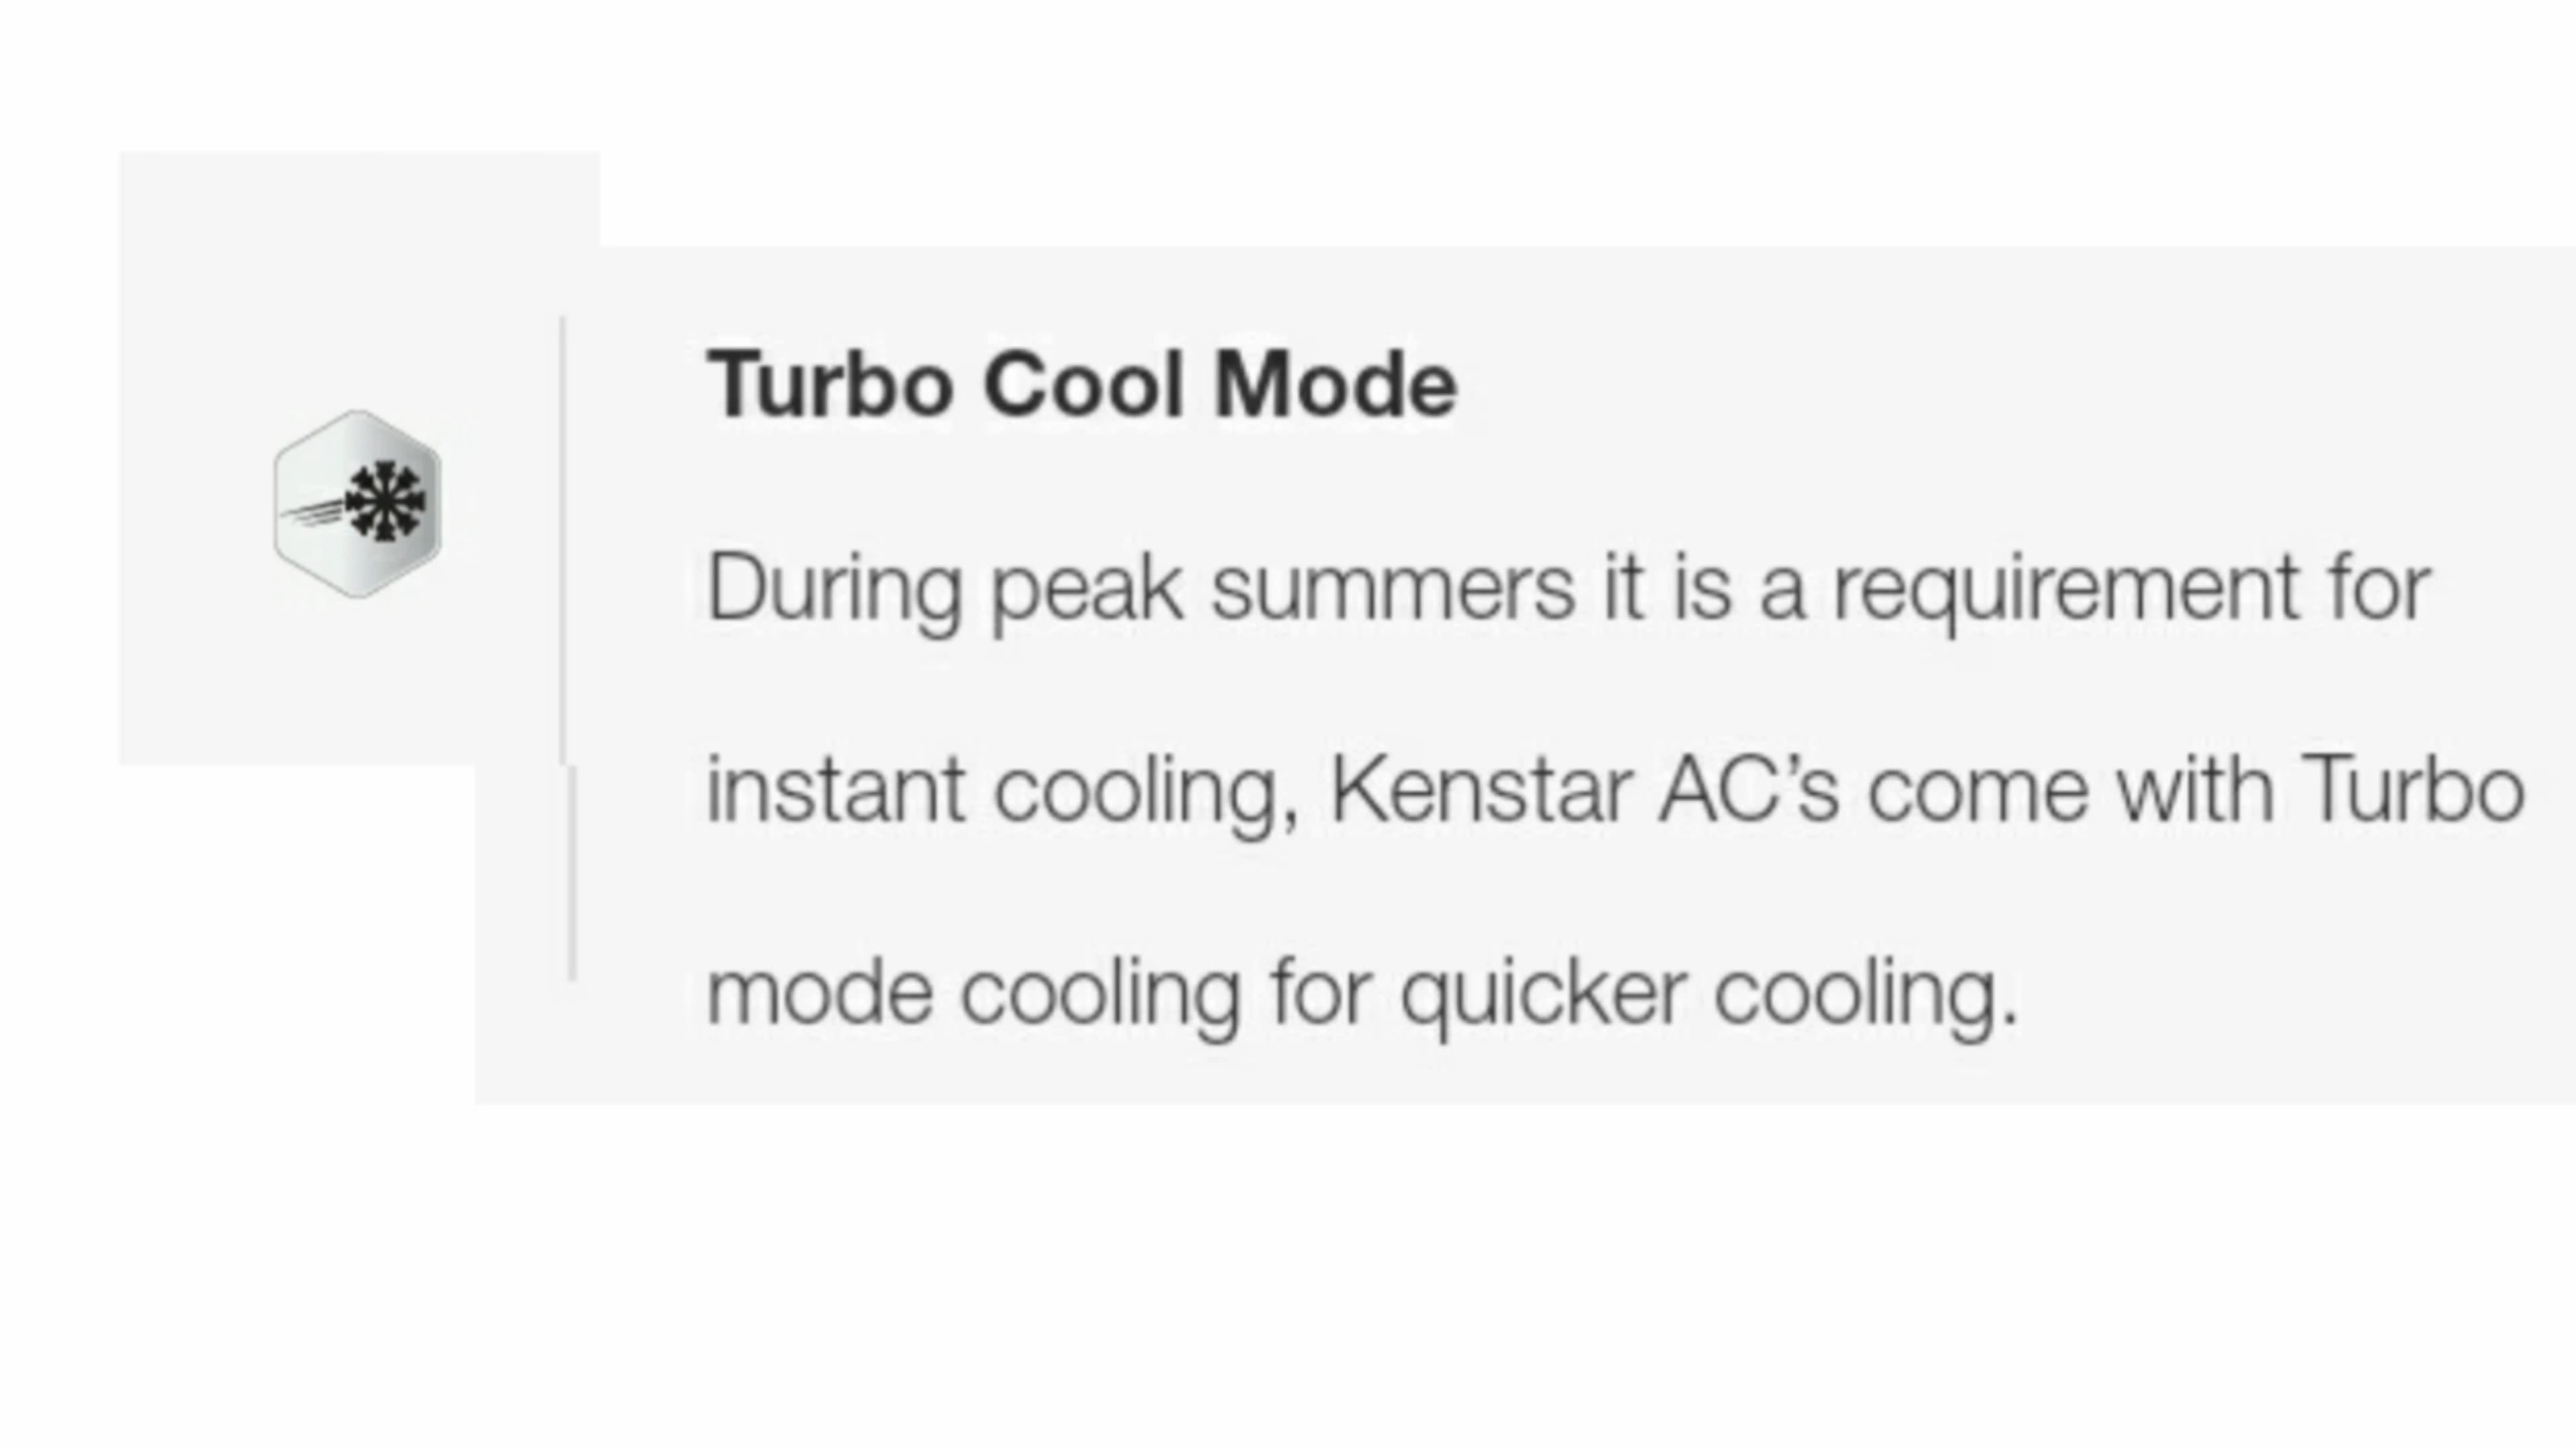 Turbo Cool Mode
During peak summers it is a requirement for
instant cooling, Kenstar AC’s come with Turbo
mode cooling for quicker cooling.